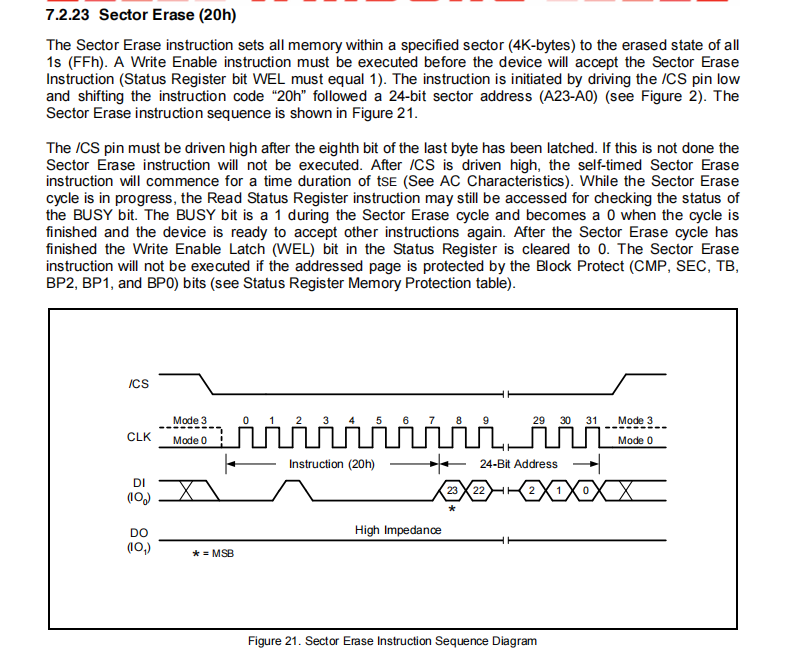 7.2.23 Sector Erase (20h)
The Sector Erase instruction sets all memory within a specified sector (4K-bytes) to the erased state of all
1s (FFh). A Write Enable instruction must be executed before the device will accept the Sector Erase
Instruction (Status Register bit WEL must equal 1). The instruction is initiated by driving the /CS pin low
and shifting the instruction code “20h” followed a 24-bit sector address (A23-A0) (see Figure 2). The
Sector Erase instruction sequence is shown in Figure 21.
The /CS pin must be driven high after the eighth bit of the last byte has been latched. If this is not done the
Sector Erase instruction will not be executed. After /CS is driven high, the self-timed Sector Erase
instruction will commence for a time duration of tSE (See AC Characteristics). While the Sector Erase
cycle is in progress, the Read Status Register instruction may still be accessed for checking the status of
the BUSY bit. The BUSY bit is a 1 during the Sector Erase cycle and becomes a 0 when the cycle is
finished and the device is ready to accept other instructions again. After the Sector Erase cycle has
finished the Write Enable Latch (WEL) bit in the Status Register is cleared to 0. The Sector Erase
instruction will not be executed if the addressed page is protected by the Block Protect (CMP, SEC, TB,
BP2, BP1, and BP0) bits (see Status Register Memory Protection table).
/CS
Mode 3 0 1 2 3 4 5 6 7 8 9 29 30 31 Mode 3
CLK Mode 0 Mode 0
Instruction (20h) 24-Bit Address
DI
(IO0) 23 22 2 1 0
*
DO High Impedance
(IO1)
* = MSB
Figure 21. Sector Erase Instruction Sequence Diagram